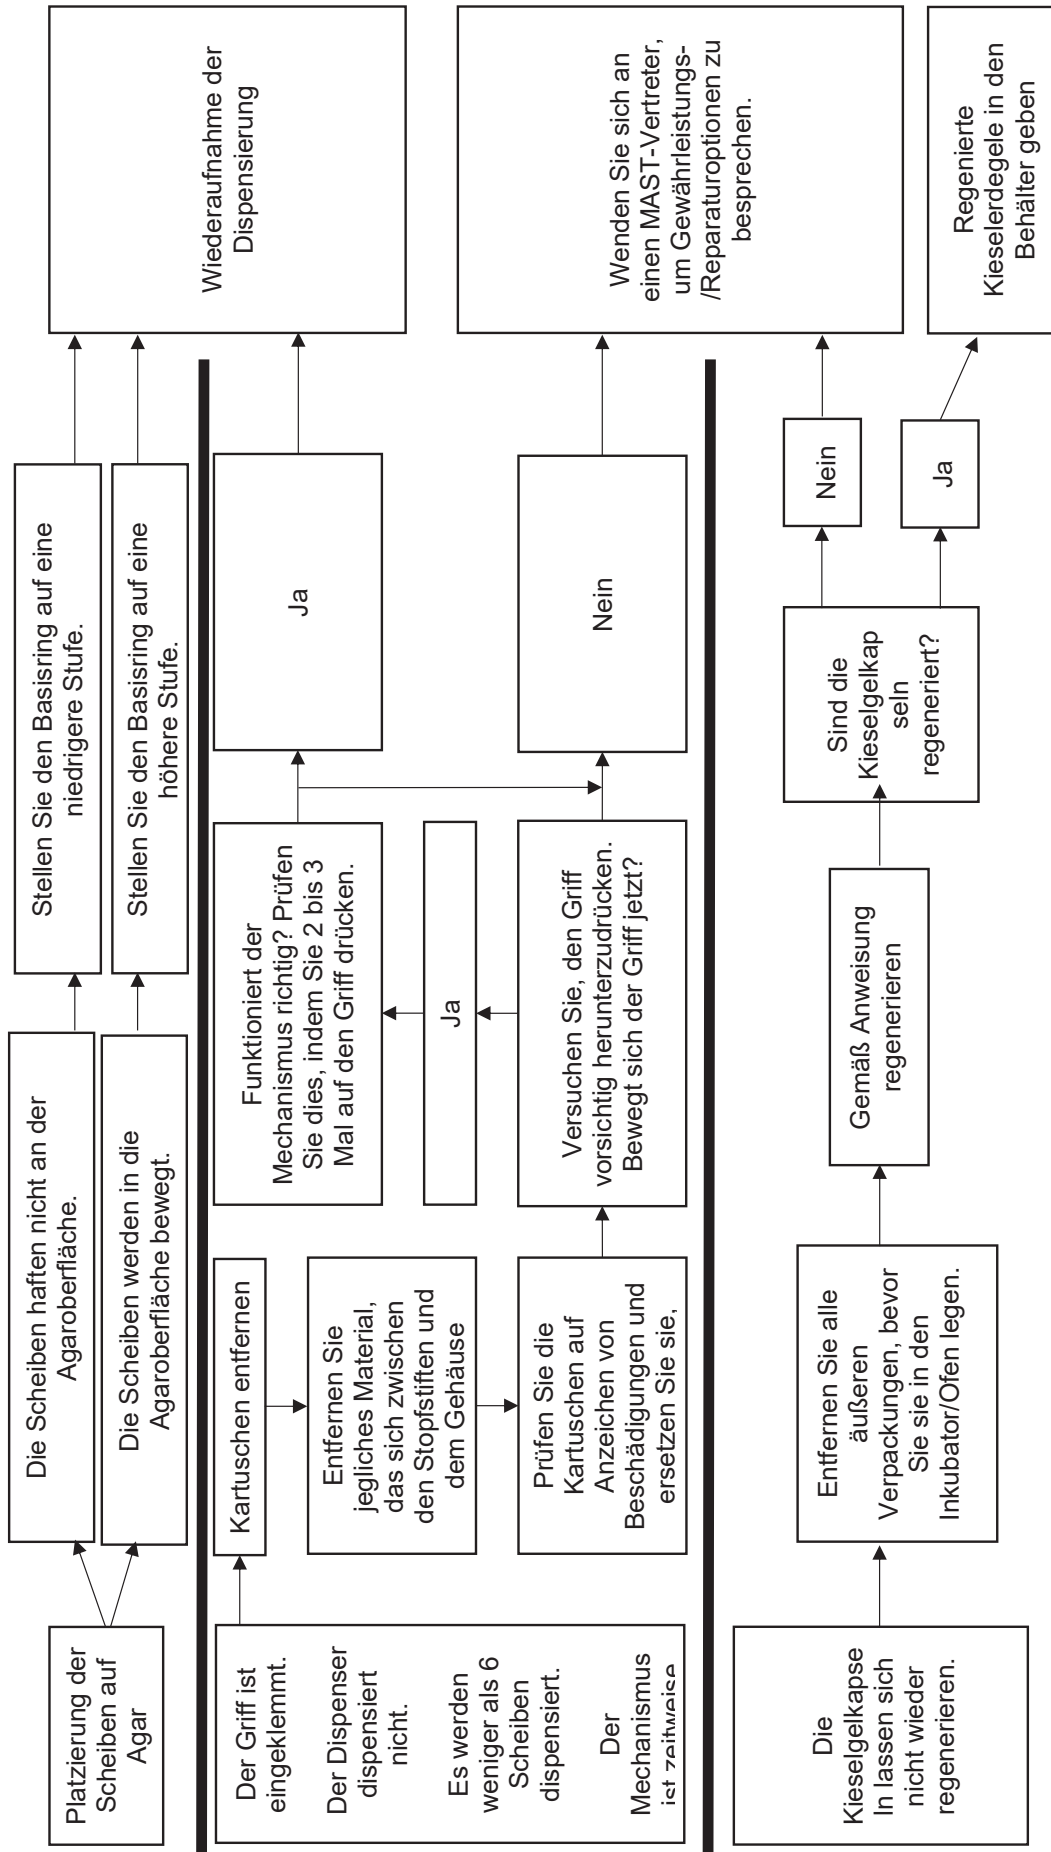 Platzierung der
Scheiben auf
Agar
Die Scheiben haften nicht an der
Agaroberfläche.
Stellen Sie den Basisring auf eine
niedrigere Stufe.
Die Scheiben werden in die
Agaroberfläche bewegt.
Stellen Sie den Basisring auf eine
höhere Stufe.
Wiederaufnahme der
Dispensierung
Der Griff ist
eingeklemmt.
Der Dispenser
dispensiert
nicht.
Es werden
weniger als 6
Scheiben
dispensiert.
Der
Mechanismus
ist zeitweise
Kartuschen entfernen
Entfernen Sie
jegliches Material,
das sich zwischen
den Stopfstiften und
dem Gehäuse
Prüfen Sie die
Kartuschen auf
Anzeichen von
Beschädigungen und
ersetzen Sie sie,
Funktioniert der
Mechanismus richtig? Prüfen
Sie dies, indem Sie 2 bis 3
Mal auf den Griff drücken.
Ja
Versuchen Sie, den Griff
vorsichtig herunterzudrücken.
Bewegt sich der Griff jetzt?
Ja
Nein
Wenden Sie sich an
einen MAST-Vertreter,
um Gewährleistungs-
/Reparaturoptionen zu
besprechen.
Die
Kieselgelkapse
ln lassen sich
nicht wieder
regenerieren.
Entfernen Sie alle
äußeren
Verpackungen, bevor
Sie sie in den
Inkubator/Ofen legen.
Gemäß Anweisung
regenerieren
Sind die
Kieselgelkap
seln
regeneriert?
Nein
Ja
Regenierte
Kieselerdegele in den
Behälter geben